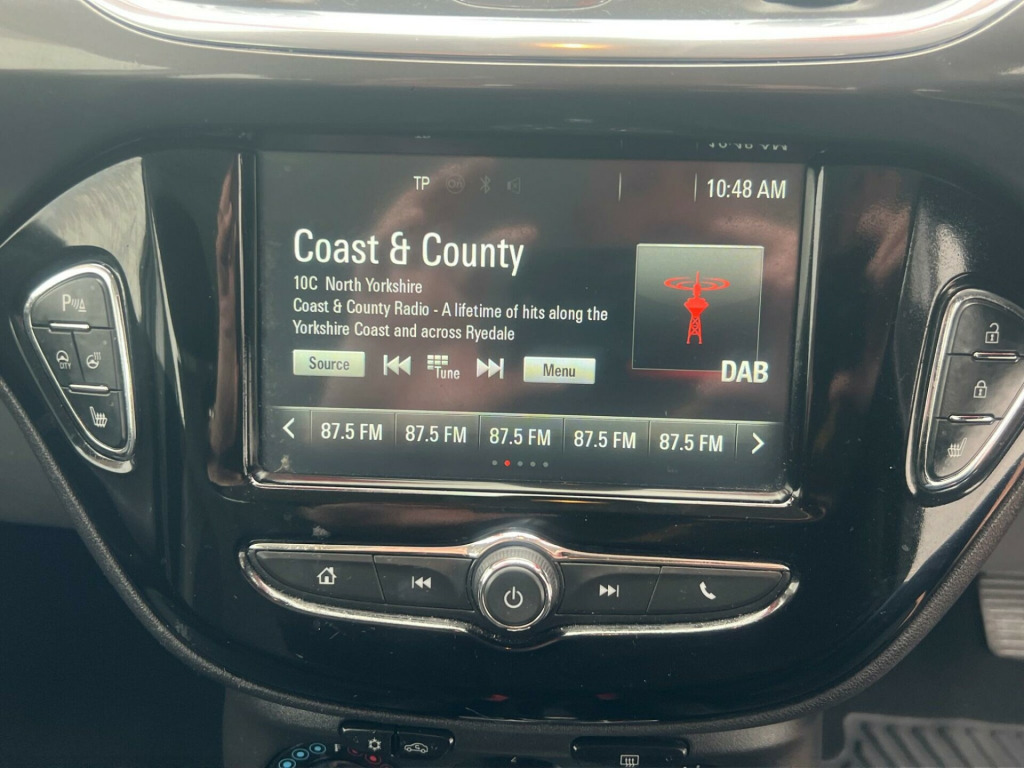 TP
10:48 AM
Coast & County
10C North Yorkshire
Coast & County Radio - A lifetime of hits along the
Yorkshire Coast and across Ryedale
Source
Tune
Menu
DAB
87.5 FM 87.5 FM 87.5 FM 87.5 FM 87.5 FM
P
CITY